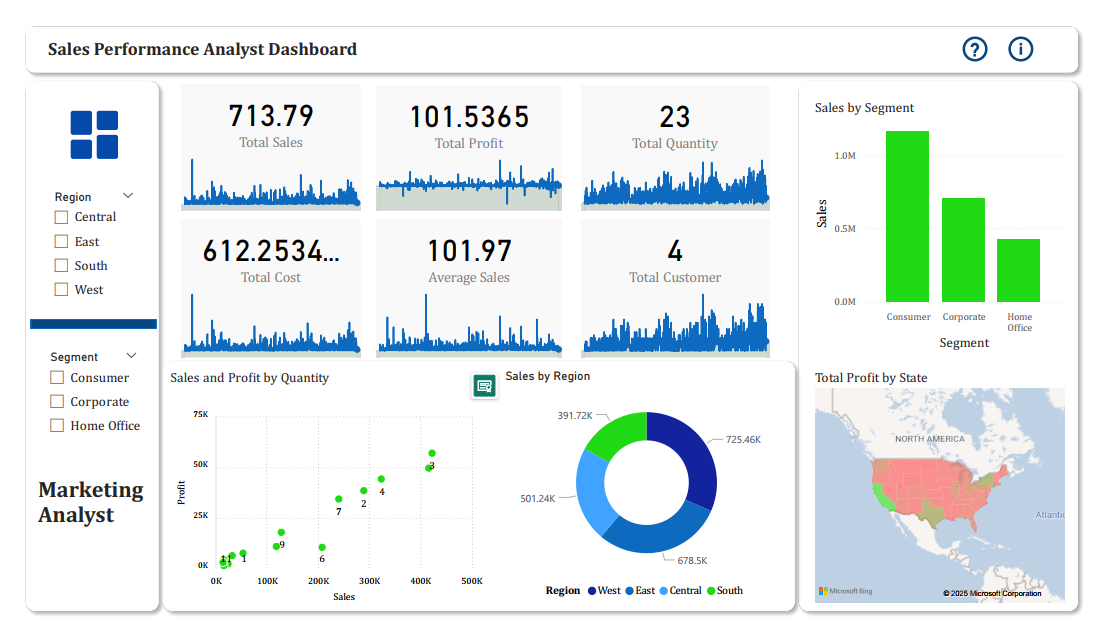 Sales Performance Analyst Dashboard
?
i
Region
Central
East
South
West
Segment
Consumer
Corporate
Home Office
Marketing
Analyst
713.79
Total Sales
101.5365
Total Profit
23
Total Quantity
612.2534...
Total Cost
101.97
Average Sales
4
Total Customer
Sales by Segment
Sales
1.0M
0.5M
0.0M
Consumer
Corporate
Home
Office
Segment
Sales and Profit by Quantity
Profit
75K
50K
25K
0K
3
4
2
7
9
6
1
11
0K
100K
200K
300K
400K
500K
Sales
Sales by Region
391.72K
725.46K
501.24K
678.5K
Region West East Central South
Total Profit by State
NORTH AMERICA
Atlantic
Microsoft Bing
© 2025 Microsoft Corporation